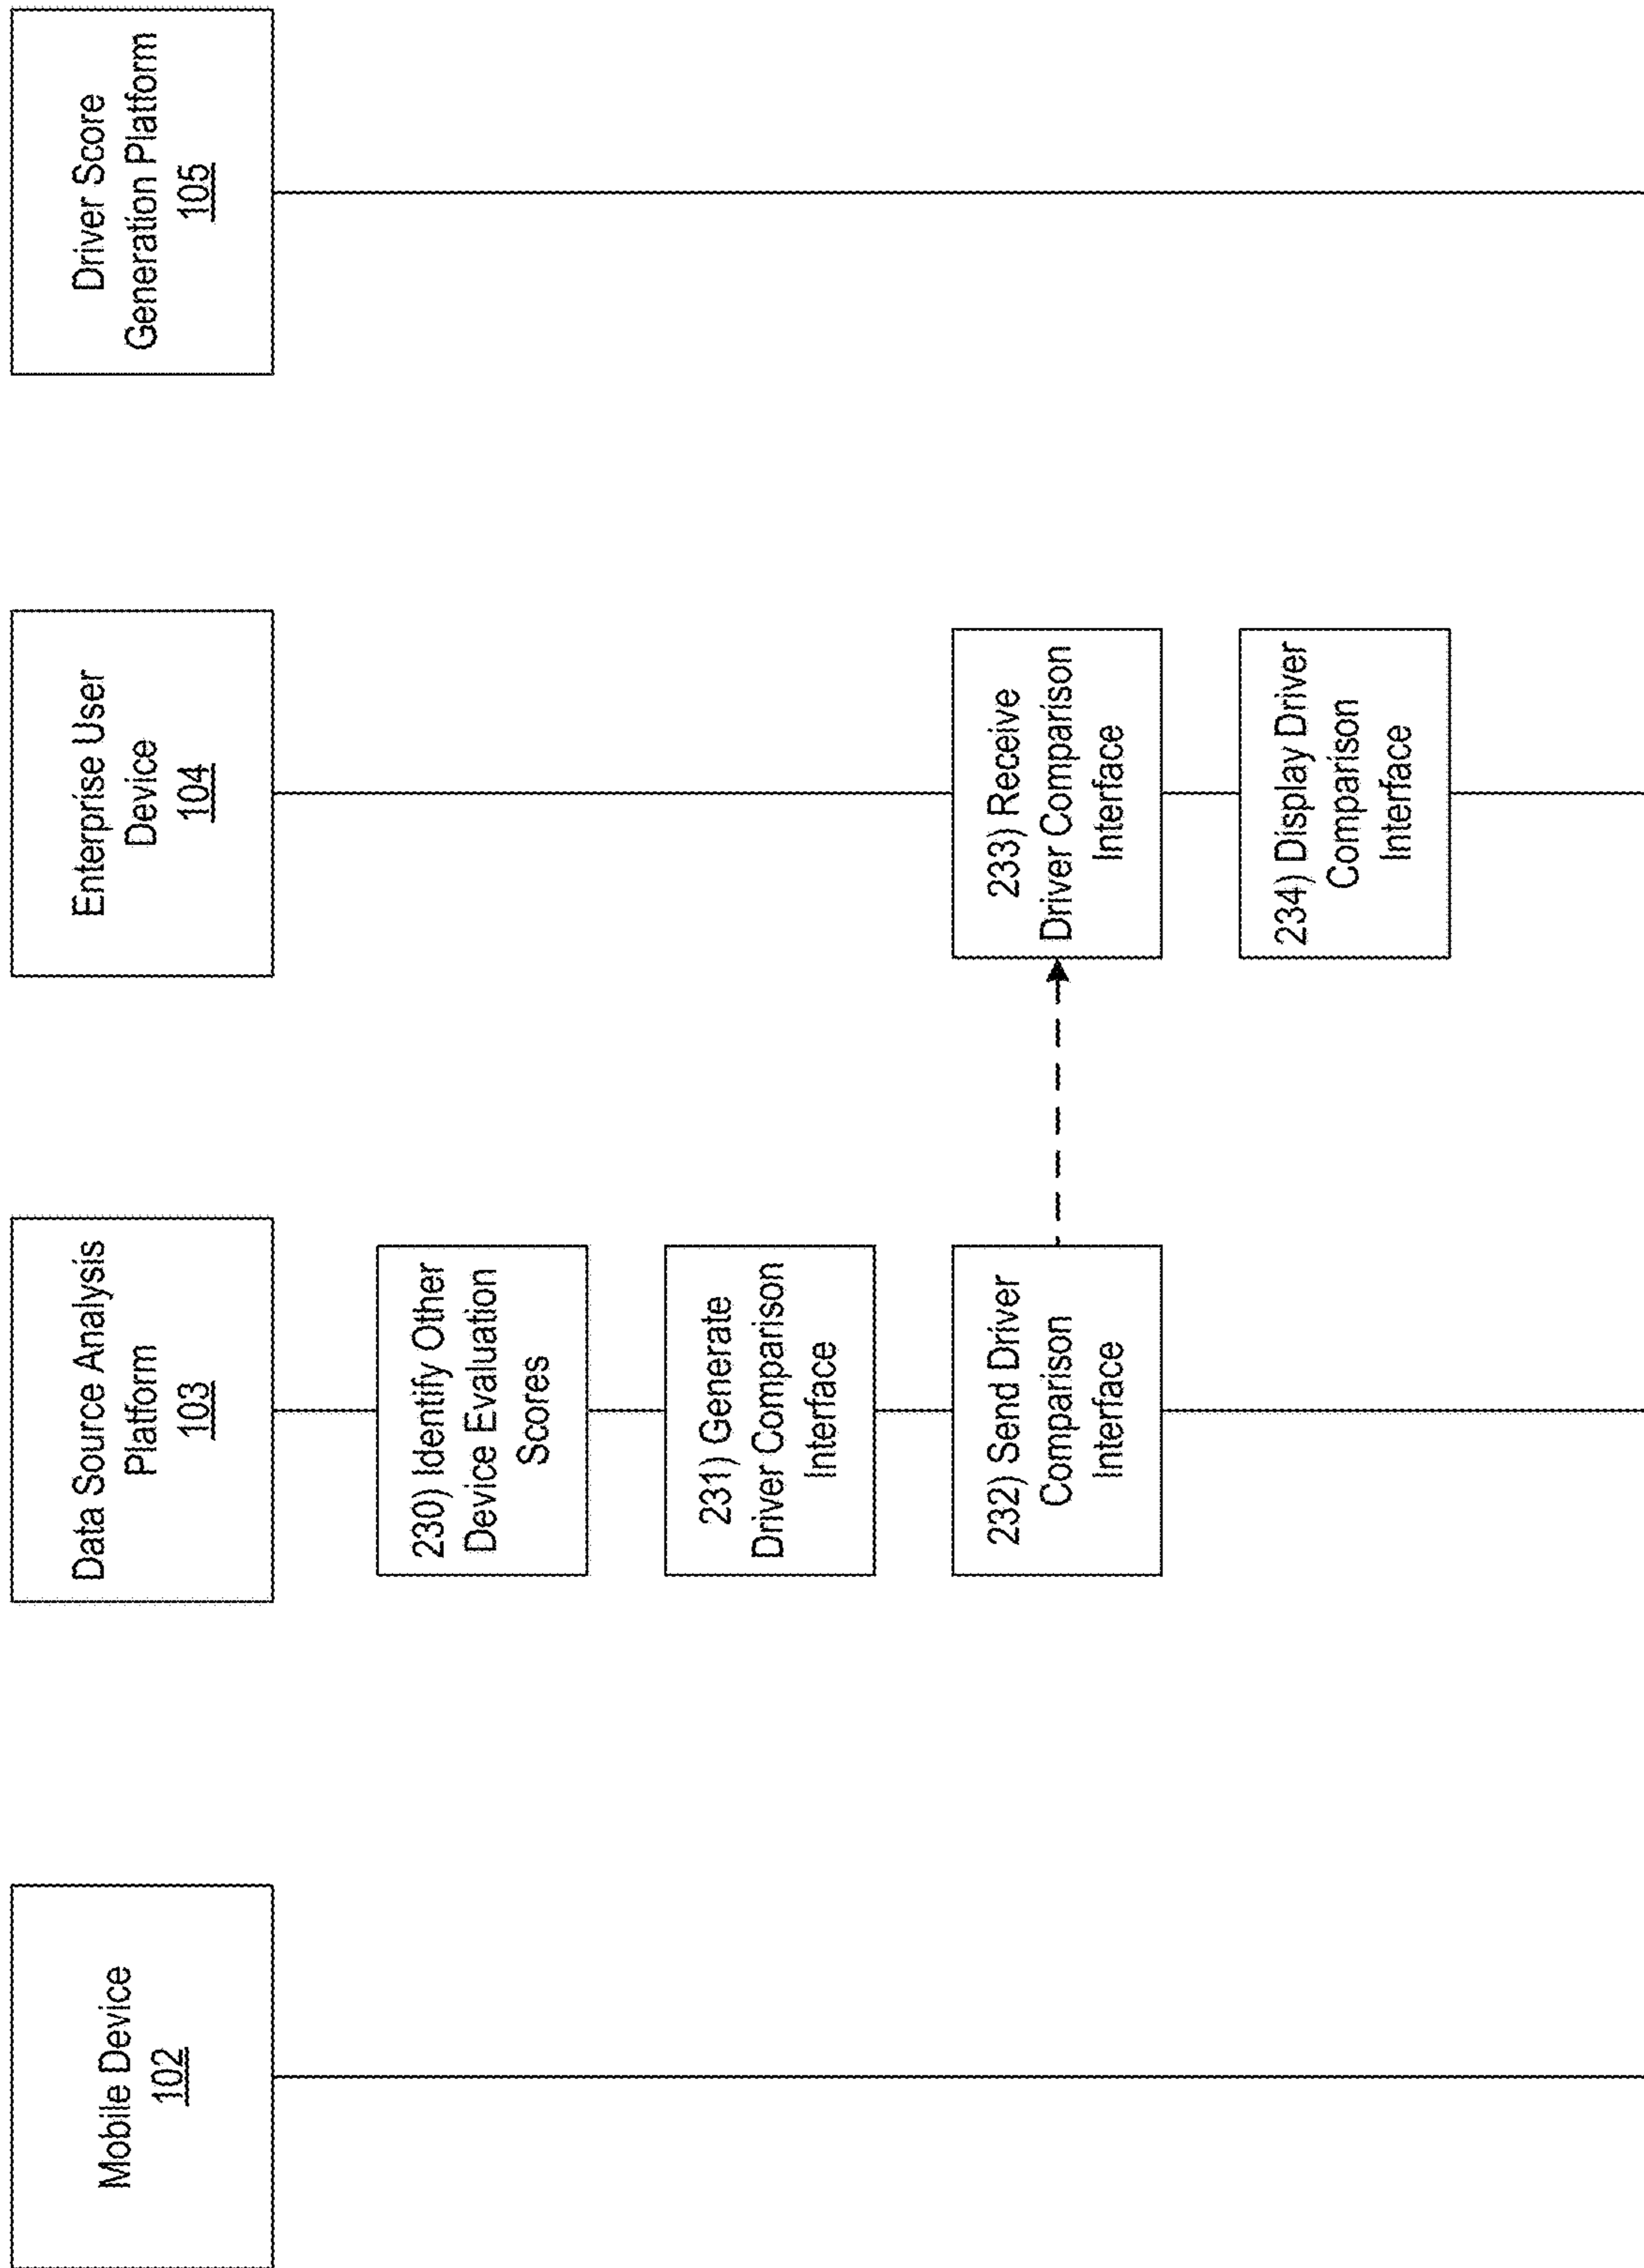 Mobile Device
102
Data Source Analysis
Platform
103
Enterprise User
Device
104
Driver Score
Generation Platform
105
230) Identify Other
Device Evaluation
Scores
231) Generate
Driver Comparison
Interface
232) Send Driver
Comparison
Interface
233) Receive
Driver Comparison
Interface
234) Display Driver
Comparison
Interface